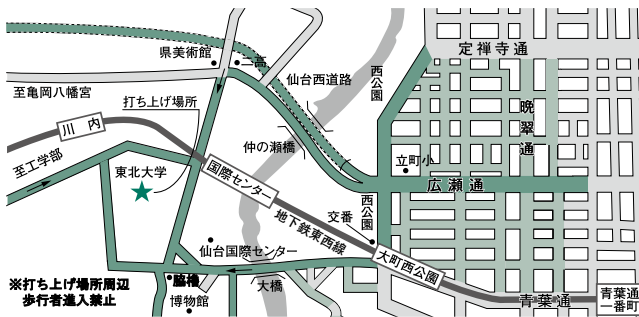 定禅寺通
県美術館
二高
西公園
仙台西道路
至亀岡八幡宮
打ち上げ場所
晩翠通
川内
仲の瀬橋
至工学部
東北大学
立町小
国際センター
広瀬通
西公園
交番
地下鉄東西線
仙台国際センター
大町西公園
脇櫓
※打ち上げ場所周辺
歩行者進入禁止
大橋
博物館
青葉通
青葉通
一番町